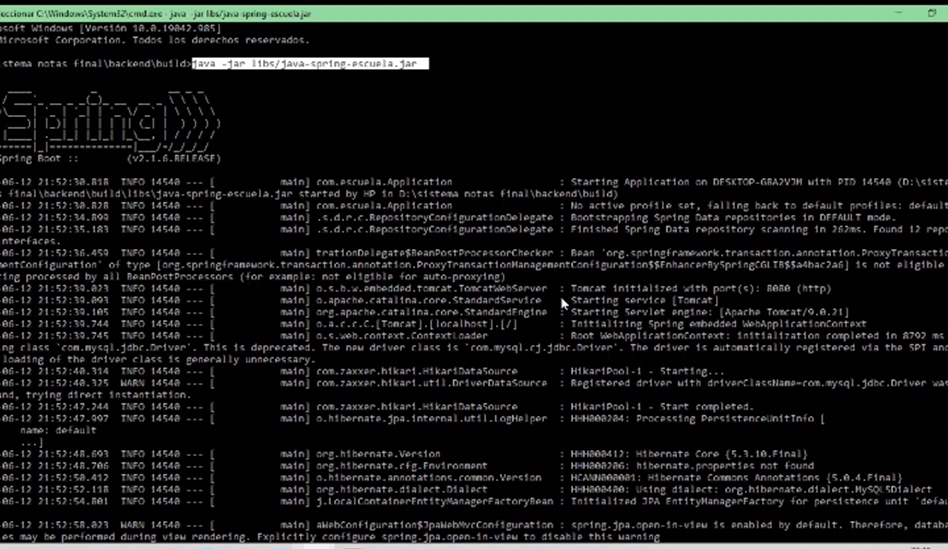 eccionar C:\Windows\System32\cmd.exe - java -jar libs/java-spring-escuela.jar
osoft Windows [Versión 10.0.19042.985]
Microsoft Corporation. Todos los derechos reservados.
istema notas final\backend\build>java -jar libs/java-spring-escuela.jar
Spring
Spring Boot :: (v2.1.6.RELEASE)
-06-12 21:52:30.818 INFO 14540 --- [ main] com.escuela.Application : Starting Application on DESKTOP-G8A2VJM with PID 14540 (D:\siste
s final\backend\build\libs\java-spring-escuela.jar started by HP in D:\sistema notas final\backend\build)
-06-12 21:52:30.828 INFO 14540 --- [ main] com.escuela.Application : No active profile set, falling back to default profiles: default
-06-12 21:52:34.899 INFO 14540 --- [ main] .s.d.r.c.RepositoryConfigurationDelegate : Bootstrapping Spring Data repositories in DEFAULT mode.
-06-12 21:52:35.183 INFO 14540 --- [ main] .s.d.r.c.RepositoryConfigurationDelegate : Finished Spring Data repository scanning in 262ms. Found 12 repo
interfaces.
-06-12 21:52:36.459 INFO 14540 --- [ main] trationDelegate$BeanPostProcessorChecker : Bean 'org.springframework.transaction.annotation.ProxyTransactio
mentConfiguration' of type [org.springframework.transaction.annotation.ProxyTransactionManagementConfiguration$$EnhancerBySpringCGLIB$$a4bac2a6] is not eligible
ting processed by all BeanPostProcessors (for example: not eligible for auto-proxying)
-06-12 21:52:39.023 INFO 14540 --- [ main] o.s.b.w.embedded.tomcat.TomcatWebServer : Tomcat initialized with port(s): 8080 (http)
-06-12 21:52:39.093 INFO 14540 --- [ main] o.apache.catalina.core.StandardService : Starting service [Tomcat]
-06-12 21:52:39.105 INFO 14540 --- [ main] org.apache.catalina.core.StandardEngine : Starting Servlet engine: [Apache Tomcat/9.0.21]
-06-12 21:52:39.744 INFO 14540 --- [ main] o.a.c.c.C.[Tomcat].[localhost].[/] : Initializing Spring embedded WebApplicationContext
-06-12 21:52:39.745 INFO 14540 --- [ main] o.s.web.context.ContextLoader : Root WebApplicationContext: initialization completed in 8792 ms
ng class `com.mysql.jdbc.Driver'. This is deprecated. The new driver class is `com.mysql.cj.jdbc.Driver'. The driver is automatically registered via the SPI and
loading of the driver class is generally unnecessary.
-06-12 21:52:40.314 INFO 14540 --- [ main] com.zaxxer.hikari.HikariDataSource : HikariPool-1 - Starting...
-06-12 21:52:40.325 WARN 14540 --- [ main] com.zaxxer.hikari.util.DriverDataSource : Registered driver with driverClassName=com.mysql.jdbc.Driver was
und, trying direct instantiation.
-06-12 21:52:47.244 INFO 14540 --- [ main] com.zaxxer.hikari.HikariDataSource : HikariPool-1 - Start completed.
-06-12 21:52:47.997 INFO 14540 --- [ main] o.hibernate.jpa.internal.util.LogHelper : HHH000204: Processing PersistenceUnitInfo [
name: default
...]
-06-12 21:52:48.693 INFO 14540 --- [ main] org.hibernate.Version : HHH000412: Hibernate Core {5.3.10.Final}
-06-12 21:52:48.706 INFO 14540 --- [ main] org.hibernate.cfg.Environment : HHH000206: hibernate.properties not found
-06-12 21:52:50.412 INFO 14540 --- [ main] o.hibernate.annotations.common.Version : HCANN000001: Hibernate Commons Annotations {5.0.4.Final}
-06-12 21:52:52.118 INFO 14540 --- [ main] org.hibernate.dialect.Dialect : HHH000400: Using dialect: org.hibernate.dialect.MySQL5Dialect
-06-12 21:52:54.801 INFO 14540 --- [ main] j.LocalContainerEntityManagerFactoryBean : Initialized JPA EntityManagerFactory for persistence unit 'defau
-06-12 21:52:58.023 WARN 14540 --- [ main] aWebConfiguration$JpaWebMvcConfiguration : spring.jpa.open-in-view is enabled by default. Therefore, databa
es may be performed during view rendering. Explicitly configure spring.jpa.open-in-view to disable this warning